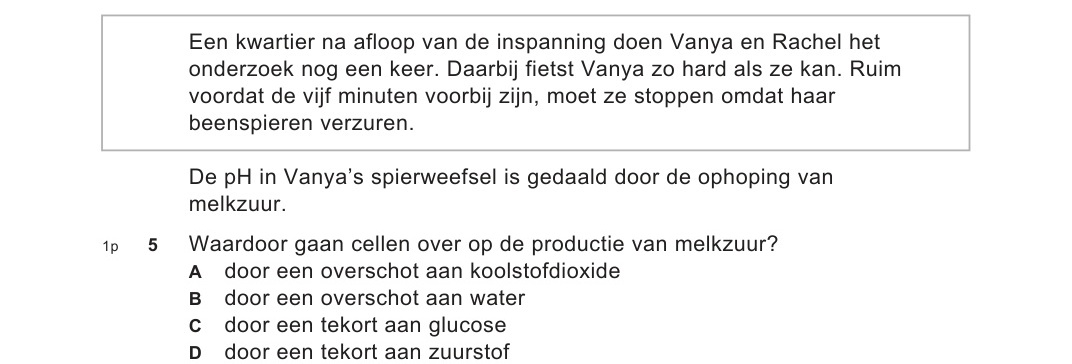 Een kwartier na afloop van de inspanning doen Vanya en Rachel het
onderzoek nog een keer. Daarbij fietst Vanya zo hard als ze kan. Ruim
voordat de vijf minuten voorbij zijn, moet ze stoppen omdat haar
beenspieren verzuren.
De pH in Vanya’s spierweefsel is gedaald door de ophoping van
melkzuur.
1p 5 Waardoor gaan cellen over op de productie van melkzuur?
A door een overschot aan koolstofdioxide
B door een overschot aan water
C door een tekort aan glucose
D door een tekort aan zuurstof